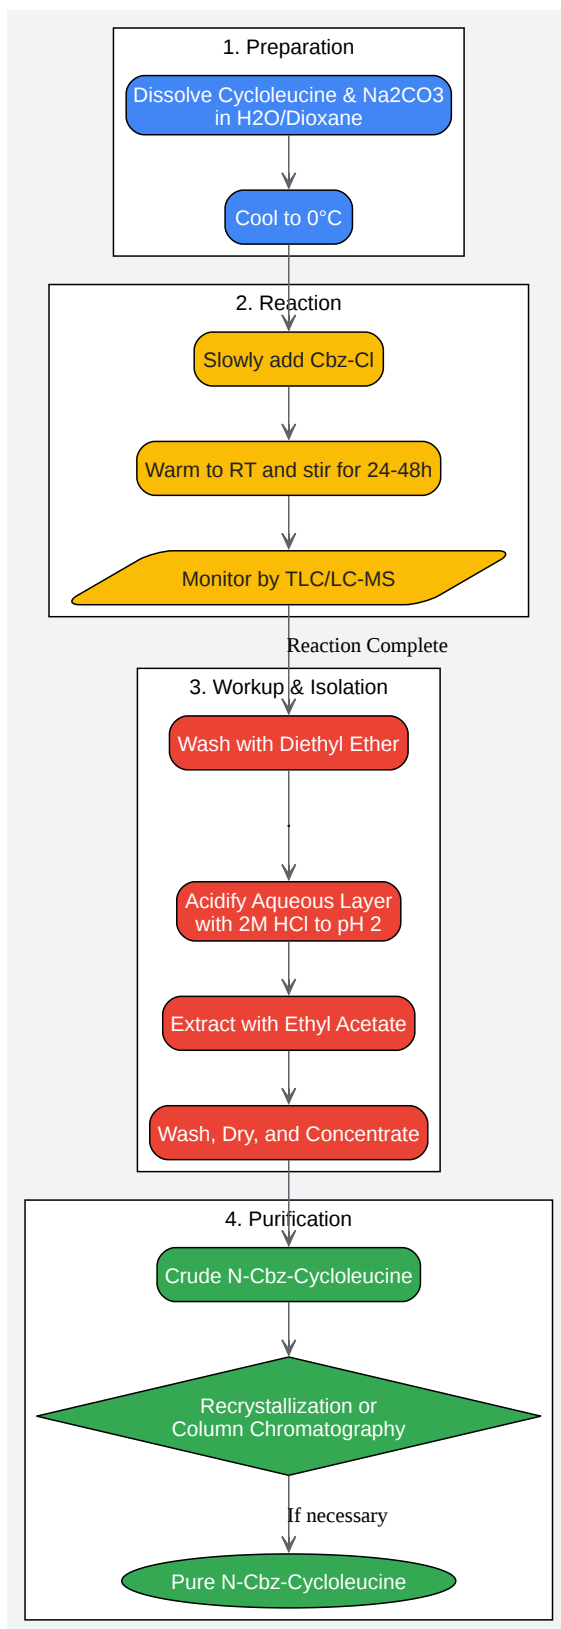 1. Preparation
Dissolve Cycloleucine & Na2CO3
in H2O/Dioxane
Cool to 0°C
2. Reaction
Slowly add Cbz-Cl
Warm to RT and stir for 24-48h
Monitor by TLC/LC-MS
Reaction Complete
3. Workup & Isolation
Wash with Diethyl Ether
.
Acidify Aqueous Layer
with 2M HCl to pH 2
Extract with Ethyl Acetate
Wash, Dry, and Concentrate
4. Purification
Crude N-Cbz-Cycloleucine
Recrystallization or
Column Chromatography
If necessary
Pure N-Cbz-Cycloleucine